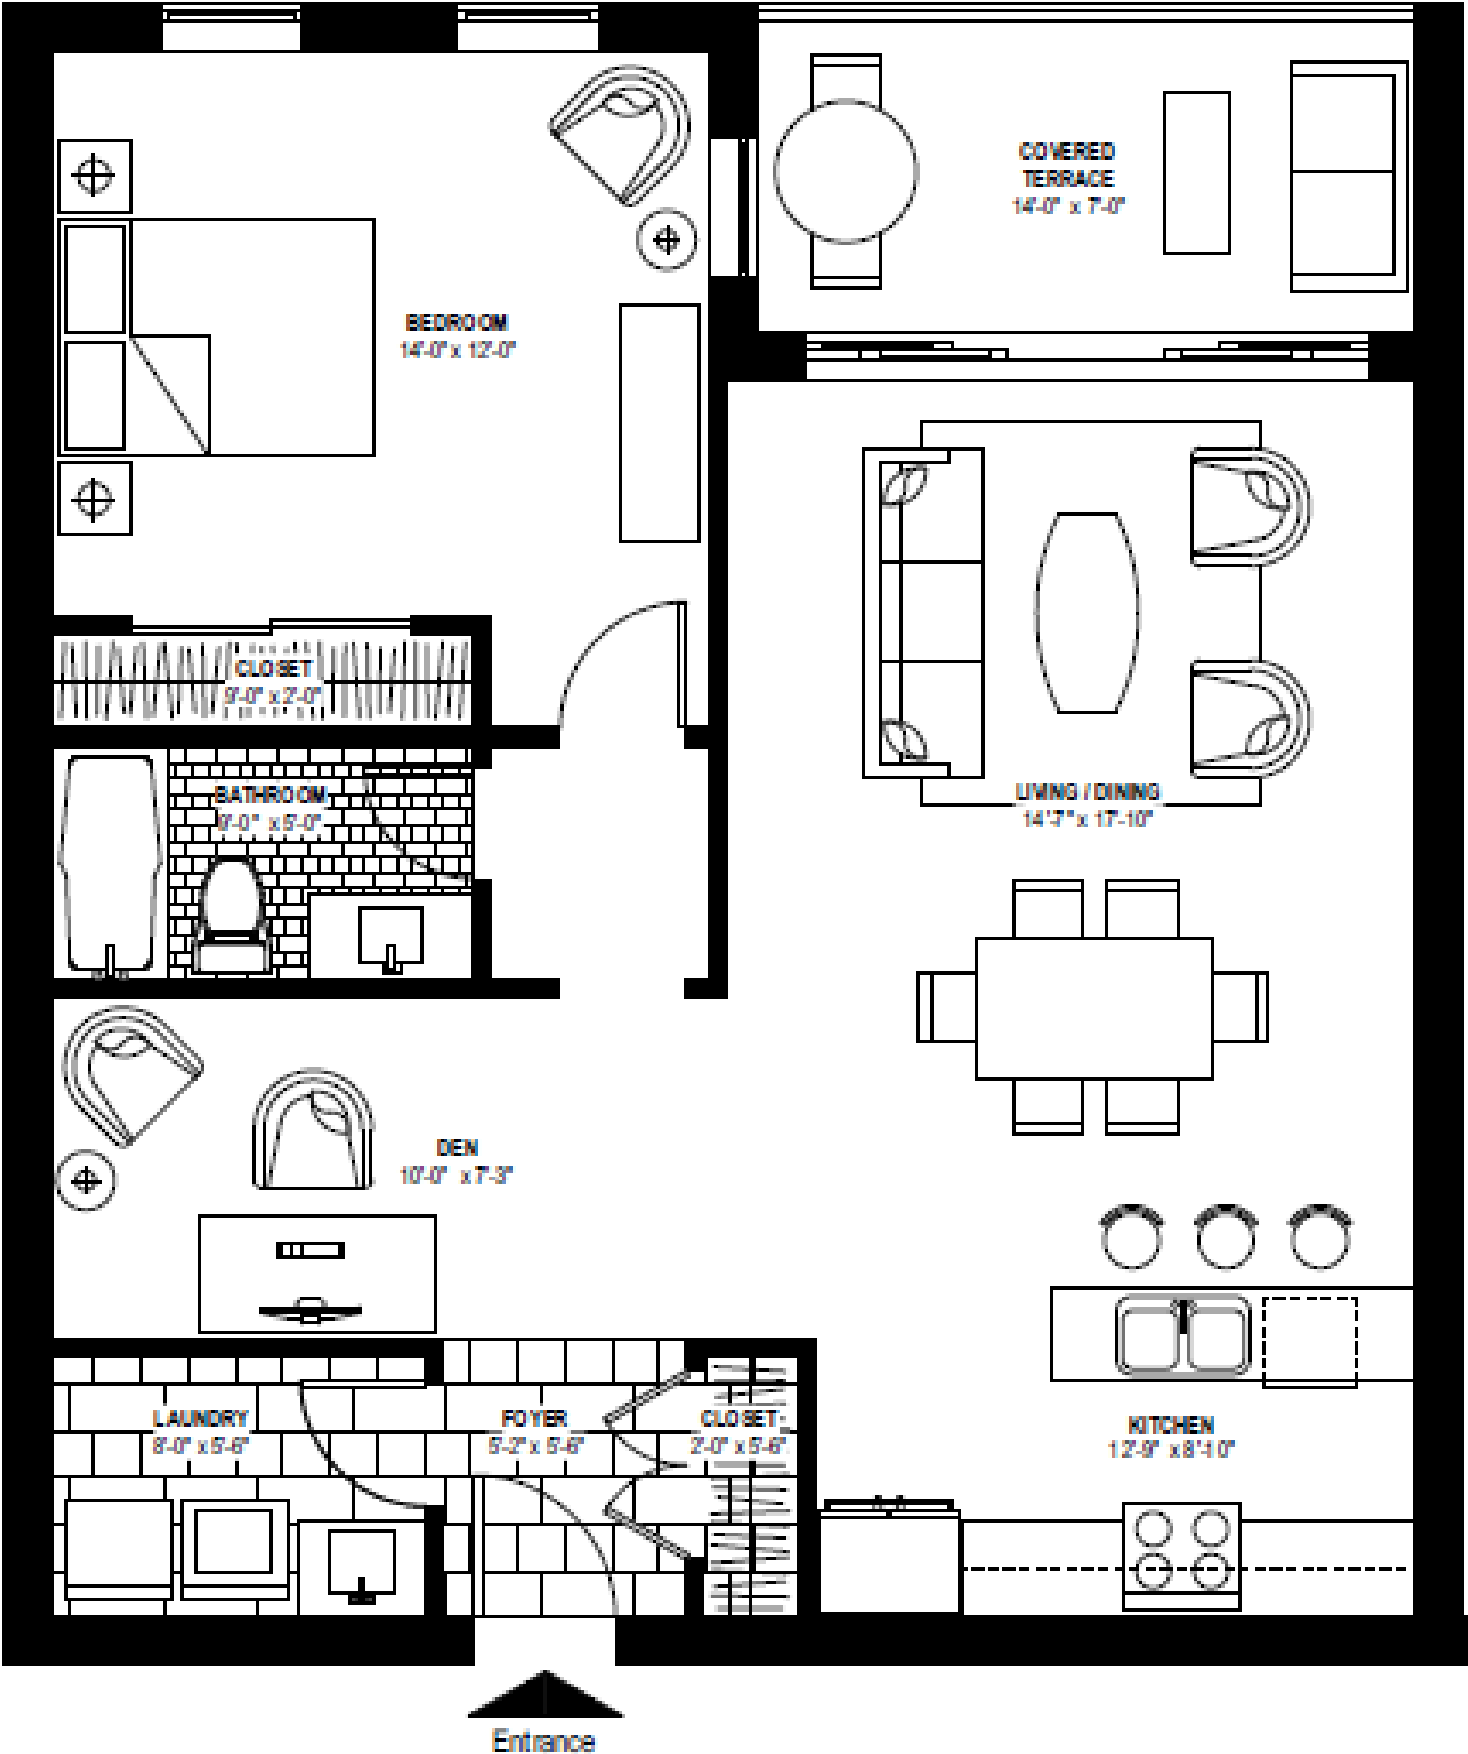 COVERED
TERRACE
14'-0" x 7'-0"
BEDROOM
14'-0" x 12'-0"
CLOSET
9'-0" x 2'-0"
BATHROOM
9'-0" x 5'-0"
LIVING / DINING
14'-7" x 17'-10"
DEN
10'-0" x 7'-3"
LAUNDRY
8'-0" x 5'-6"
FOYER
5'-2" x 5'-6"
CLOSET
2'-0" x 5'-6"
KITCHEN
12'-9" x 8'-10"
Entrance